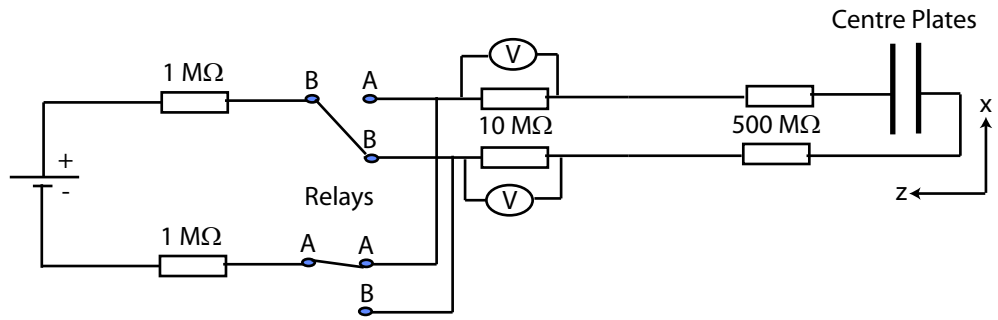 Centre Plates
V
1 MΩ
B
A
x
10 MΩ
500 MΩ
B
+
-
Relays
V
z
1 MΩ
A
A
B